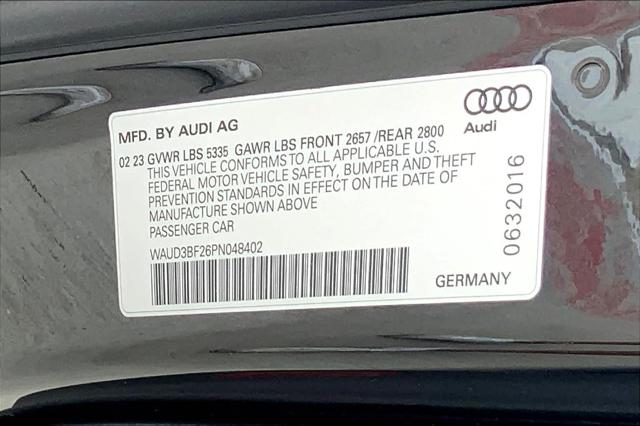 MFD. BY AUDI AG
Audi
02 23 GVWR LBS 5335 GAWR LBS FRONT 2657 /REAR 2800
THIS VEHICLE CONFORMS TO ALL APPLICABLE U.S.
FEDERAL MOTOR VEHICLE SAFETY, BUMPER AND THEFT
PREVENTION STANDARDS IN EFFECT ON THE DATE OF
MANUFACTURE SHOWN ABOVE
PASSENGER CAR
WAUD3BF26PN048402
GERMANY
0632016